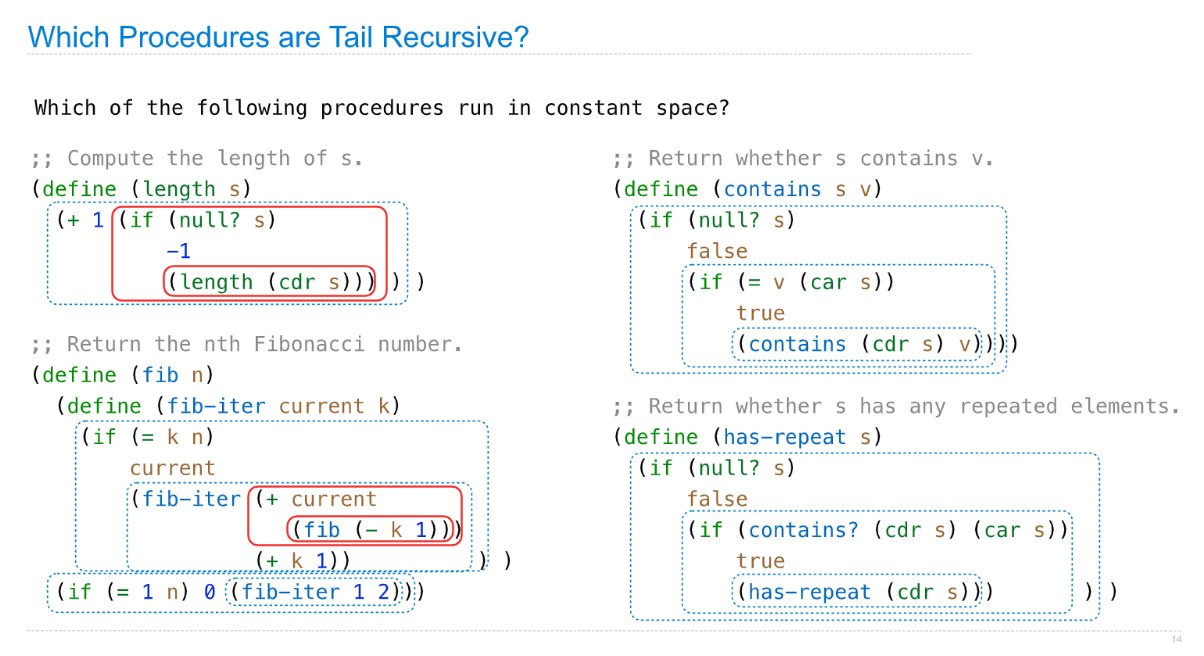 Which Procedures are Tail Recursive?
Which of the following procedures run in constant space?
;; Compute the length of s.
(define (length s)
(+ 1 (if (null? s)
-1
(length (cdr s))) ) )
;; Return the nth Fibonacci number.
(define (fib n)
(define (fib-iter current k)
(if (= k n)
current
(fib-iter (+ current
(fib (- k 1)))
(+ k 1)) ) )
(if (= 1 n) 0 (fib-iter 1 2)))
;; Return whether s contains v.
(define (contains s v)
(if (null? s)
false
(if (= v (car s))
true
(contains (cdr s) v))))
;; Return whether s has any repeated elements.
(define (has-repeat s)
(if (null? s)
false
(if (contains? (cdr s) (car s))
true
(has-repeat (cdr s))) ) )
14